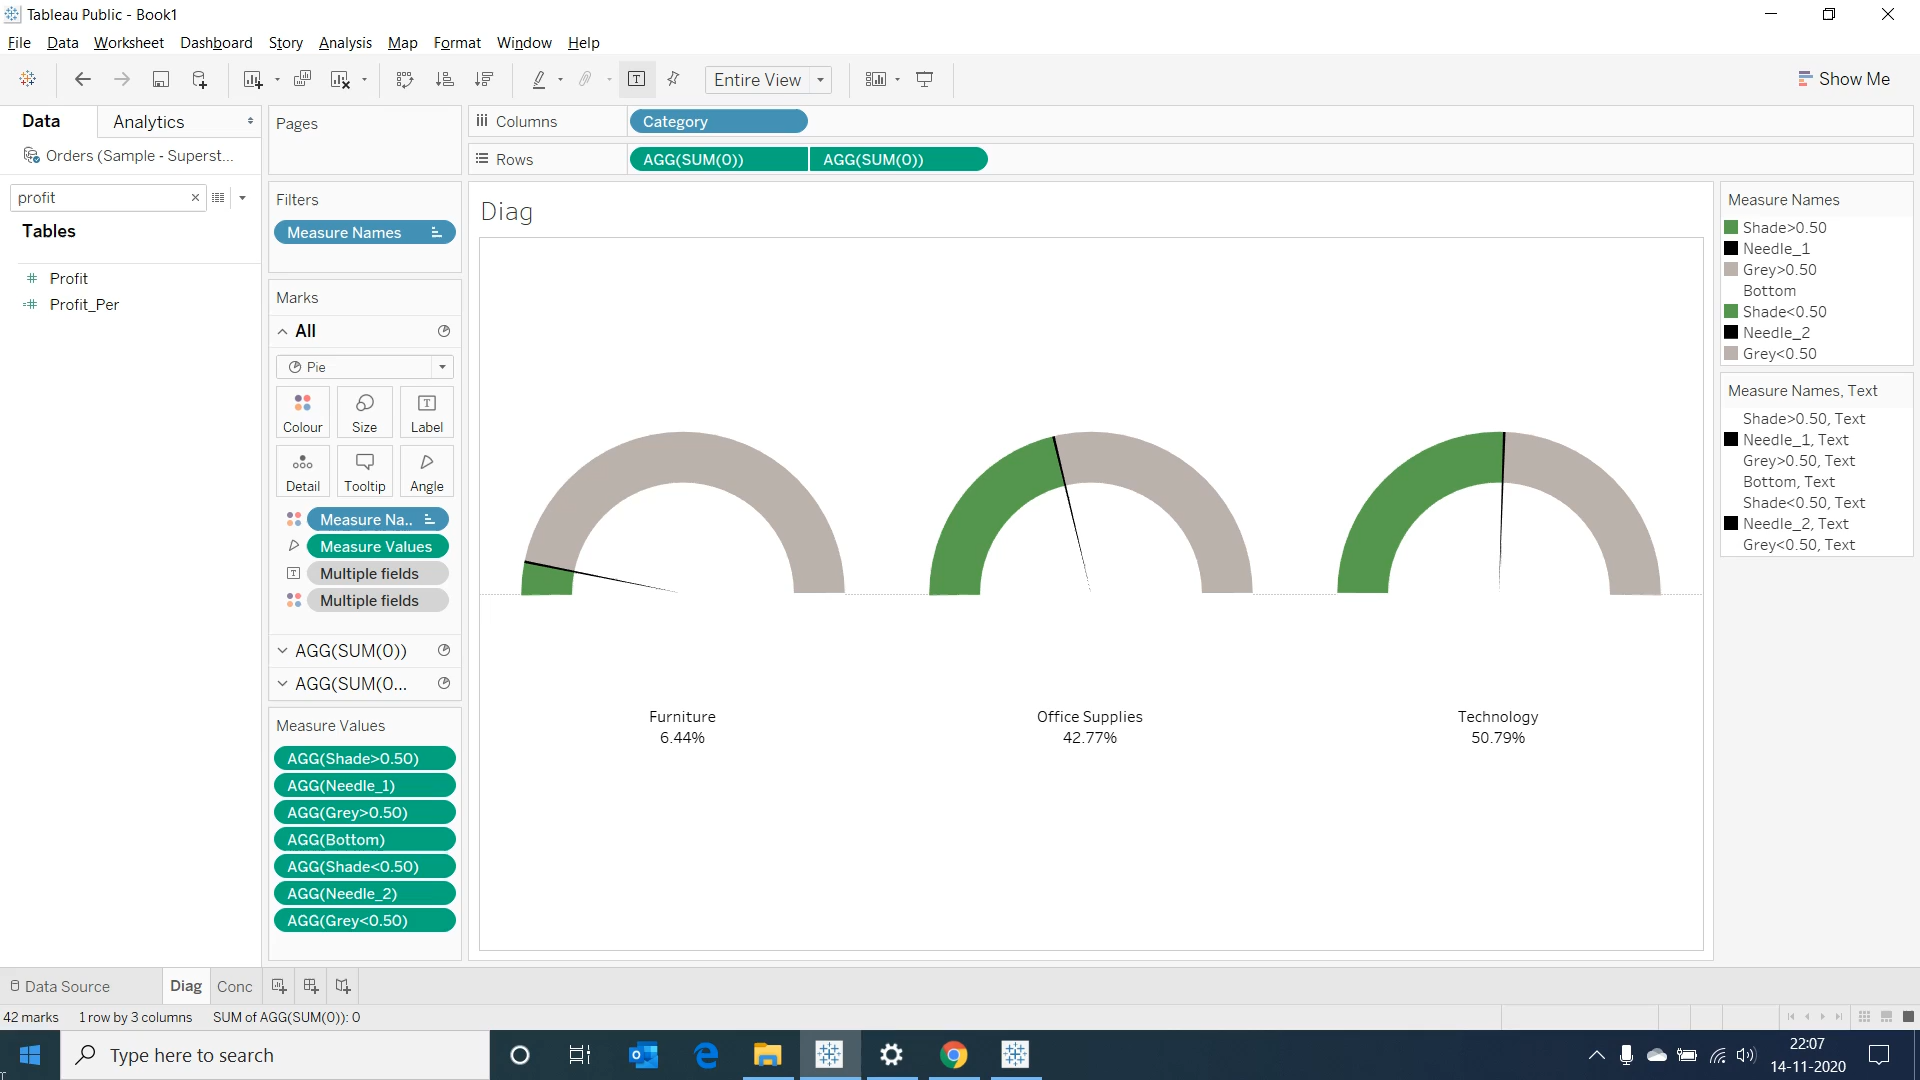 Tableau Public - Book1
File Data Worksheet Dashboard Story Analysis Map Format Window Help
Entire View
Show Me
Data
Analytics
Orders (Sample - Superst...
profit
Tables
Profit
Profit_Per
Pages
Filters
Measure Names
Marks
All
Pie
Colour
Size
Label
Detail
Tooltip
Angle
Measure Na..
Measure Values
Multiple fields
Multiple fields
AGG(SUM(0))
AGG(SUM(0...
Measure Values
AGG(Shade>0.50)
AGG(Needle_1)
AGG(Grey>0.50)
AGG(Bottom)
AGG(Shade<0.50)
AGG(Needle_2)
AGG(Grey<0.50)
Columns
Category
Rows
AGG(SUM(0))
AGG(SUM(0))
Diag
Furniture
6.44%
Office Supplies
42.77%
Technology
50.79%
Measure Names
Shade>0.50
Needle_1
Grey>0.50
Bottom
Shade<0.50
Needle_2
Grey<0.50
Measure Names, Text
Shade>0.50, Text
Needle_1, Text
Grey>0.50, Text
Bottom, Text
Shade<0.50, Text
Needle_2, Text
Grey<0.50, Text
Data Source
Diag
Conc
42 marks
1 row by 3 columns
SUM of AGG(SUM(0)): 0
Type here to search
22:07
14-11-2020